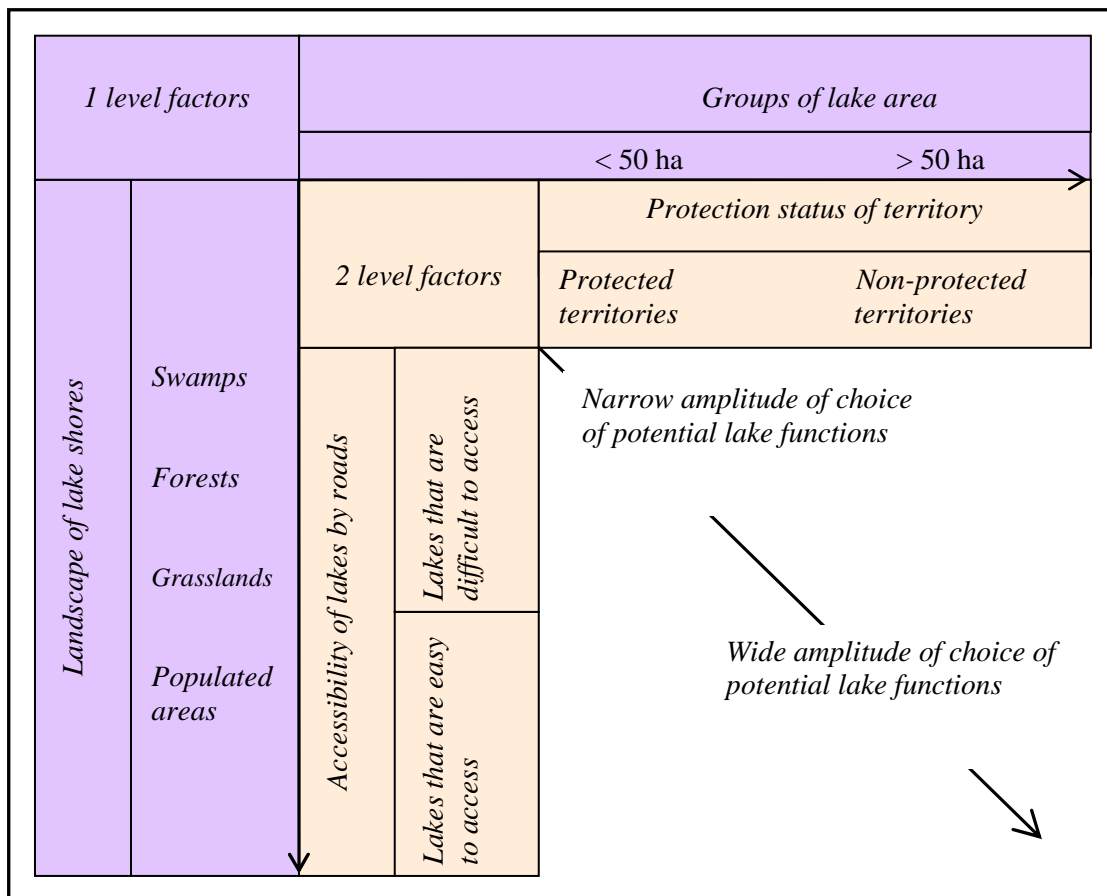 1 level factors
Groups of lake area
< 50 ha
> 50 ha
Protection status of territory
2 level factors
Protected
territories
Non-protected
territories
Landscape of lake shores
Swamps
Forests
Grasslands
Populated
areas
Accessibility of lakes by roads
Lakes that are
difficult to access
Lakes that are easy
to access
Narrow amplitude of choice
of potential lake functions
Wide amplitude of choice of
potential lake functions